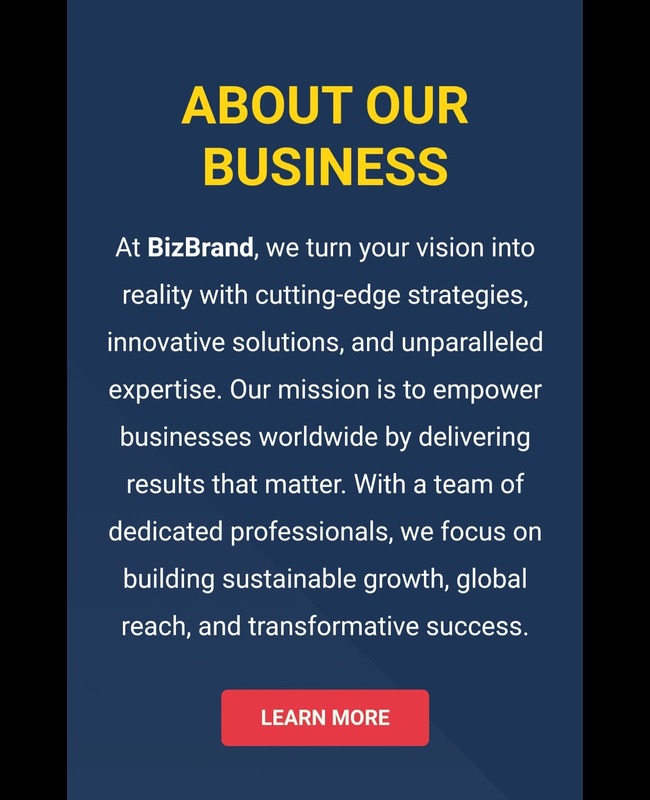 ABOUT OUR
BUSINESS
At BizBrand, we turn your vision into
reality with cutting-edge strategies,
innovative solutions, and unparalleled
expertise. Our mission is to empower
businesses worldwide by delivering
results that matter. With a team of
dedicated professionals, we focus on
building sustainable growth, global
reach, and transformative success.
LEARN MORE